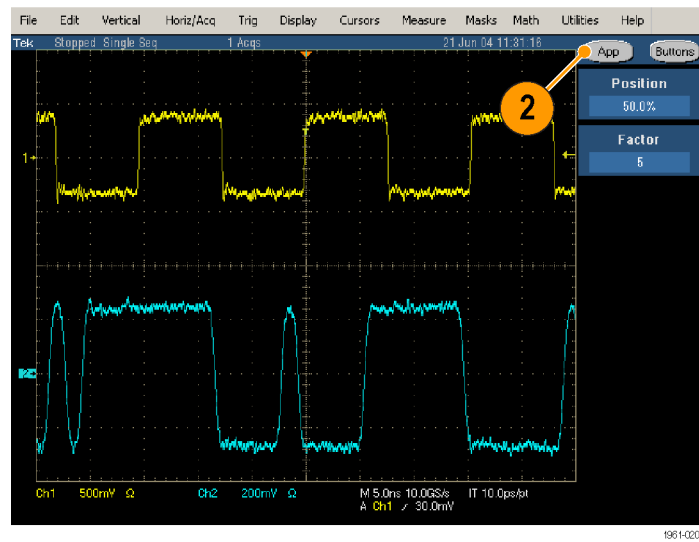 File Edit Vertical Horiz/Acq Trig Display Cursors Measure Masks Math Utilities Help
Tek Stopped Single Seq 1 Acqs 21 Jun 04 11:31:16
App Buttons
2
Position
50.0%
Factor
5
1
2
Ch1 500mV Ω Ch2 200mV Ω M 5.0ns 10.0GS/s IT 10.0ps/pt
A Ch1 / 30.0mV
1961-020